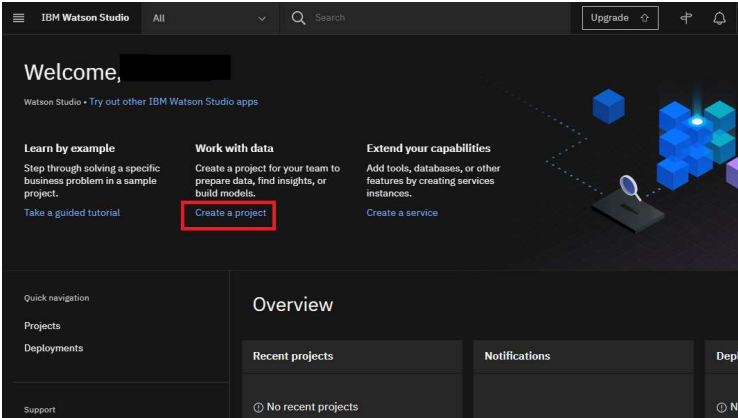 IBM Watson Studio
All
Search
Upgrade
Welcome,
Watson Studio • Try out other IBM Watson Studio apps
Learn by example
Step through solving a specific
business problem in a sample
project.
Take a guided tutorial
Work with data
Create a project for your team to
prepare data, find insights, or
build models.
Create a project
Extend your capabilities
Add tools, databases, or other
features by creating services
instances.
Create a service
Quick navigation
Projects
Deployments
Support
Overview
Recent projects
No recent projects
Notifications
Dep
N